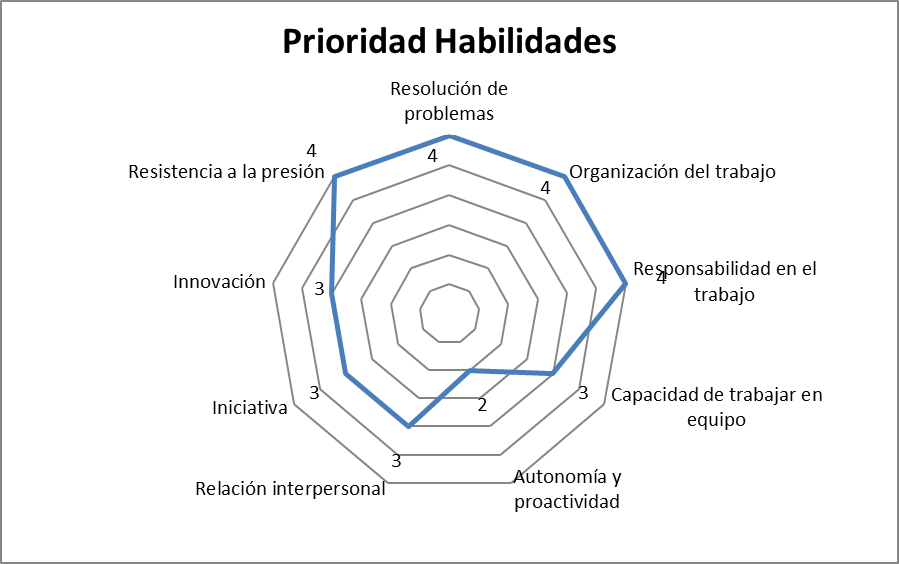 Prioridad Habilidades
Resolución de
problemas
4
4
Resistencia a la presión
4
Organización del trabajo
Responsabilidad en el
4
trabajo
Innovación
3
Capacidad de trabajar en
equipo
3
Iniciativa
3
2
Autonomía y
proactividad
Relación interpersonal
3